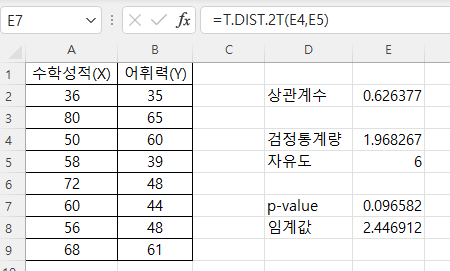 E7 fx =T.DIST.2T(E4,E5)
A B C D E
1 수학성적(X) 어휘력(Y)
2 36 35 상관계수 0.626377
3 80 65
4 50 60 검정통계량 1.968267
5 58 39 자유도 6
6 72 48
7 60 44 p-value 0.096582
8 56 48 임계값 2.446912
9 68 61